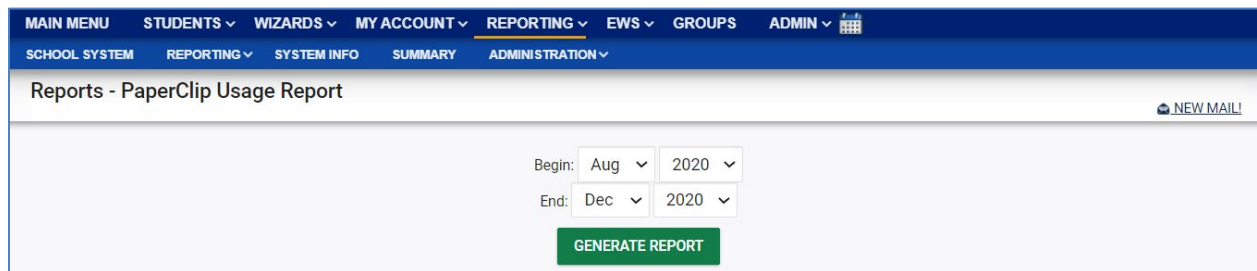 MAIN MENU STUDENTS WIZARDS MY ACCOUNT REPORTING EWS GROUPS ADMIN
SCHOOL SYSTEM REPORTING SYSTEM INFO SUMMARY ADMINISTRATION
Reports - PaperClip Usage Report
NEW MAIL!
Begin: Aug 2020
End: Dec 2020
GENERATE REPORT